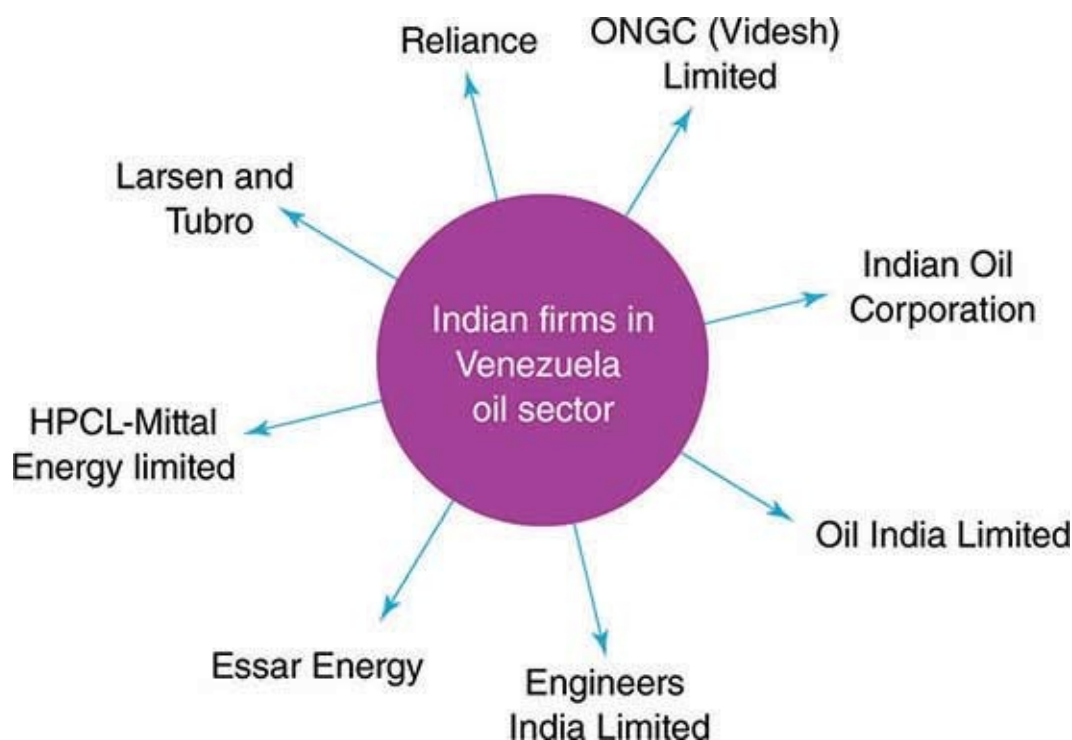 Reliance
ONGC (Videsh)
Limited
Larsen and
Tubro
Indian Oil
Corporation
Indian firms in
Venezuela
oil sector
HPCL-Mittal
Energy limited
Oil India Limited
Essar Energy
Engineers
India Limited